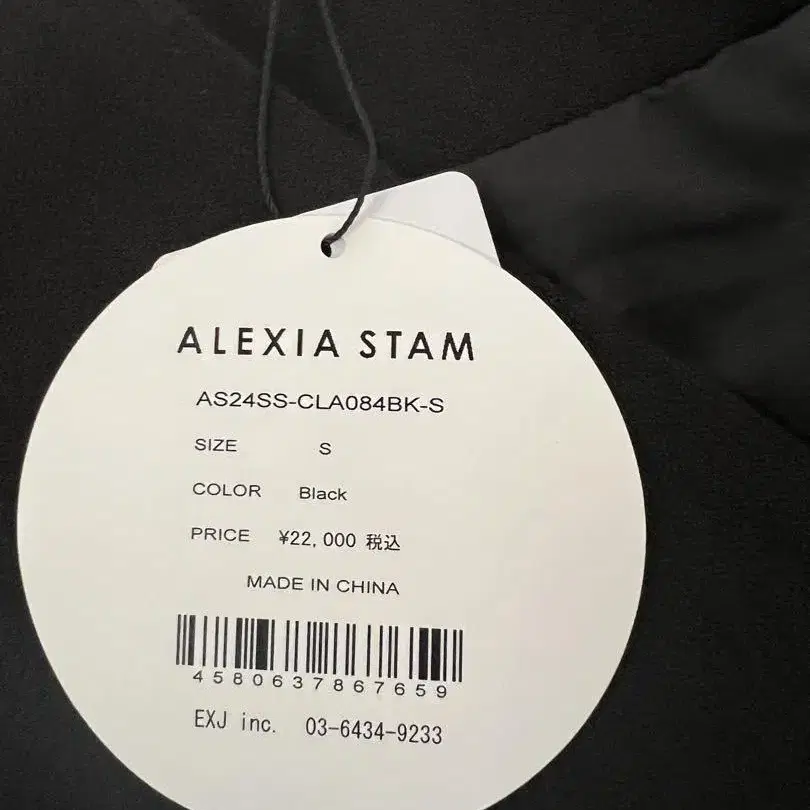 ALEXIA STAM
AS24SS-CLA084BK-S
SIZE S
COLOR Black
PRICE ¥22,000 税込
MADE IN CHINA
4580637867659
EXJ inc. 03-6434-9233